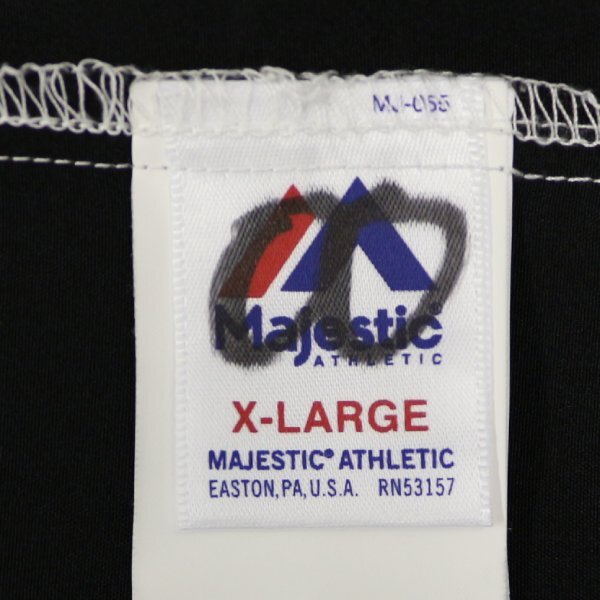 Majestic®
ATHLETIC
X-LARGE
MAJESTIC® ATHLETIC
EASTON, PA, U.S.A. RN53157